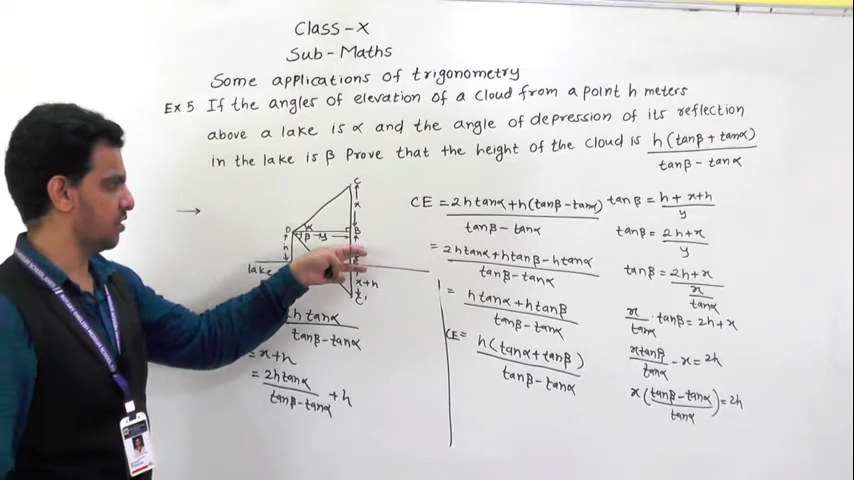 Class-X
Sub-Maths
Some applications of trigonometry
Ex 5. If the angles of elevation of a cloud from a point h meters
above a lake is α and the angle of depression of its reflection
in the lake is β Prove that the height of the cloud is h(tanβ+tanα)/(tanβ-tanα)
C
x
D α B
β y
h
lake
x+h
C'
2h tanα/(tanβ-tanα)
= x+h
= 2h tanα/(tanβ-tanα) + h
CE = (2h tanα+h(tanβ-tanα))/(tanβ-tanα)
= (2h tanα+h tanβ-h tanα)/(tanβ-tanα)
= (h tanα+h tanβ)/(tanβ-tanα)
CE= h(tanα+tanβ)/(tanβ-tanα)
tanβ = (h+x+h)/y
tanβ = (2h+x)/y
tanβ = (2h+x)/(x/tanα)
x/tanα · tanβ = 2h+x
x tanβ/tanα - x = 2h
x((tanβ-tanα)/tanα) = 2h